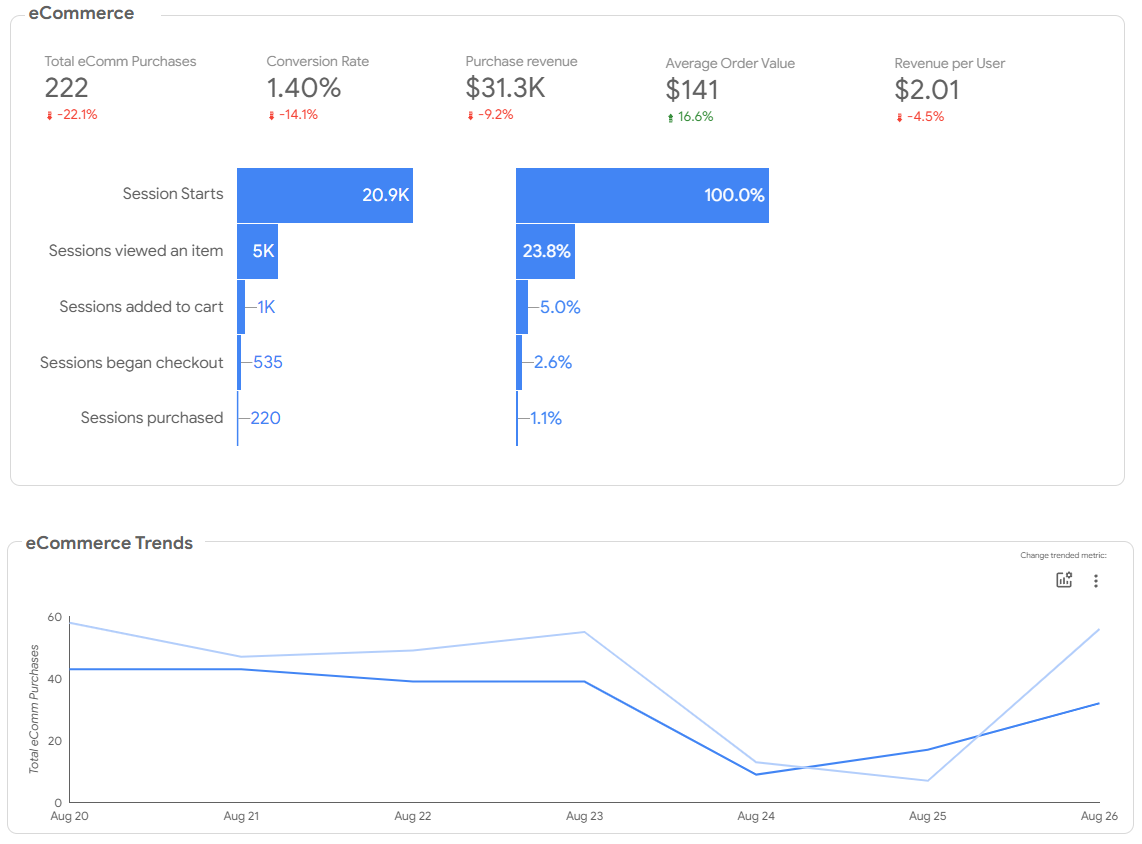 eCommerce
Total eComm Purchases
222
-22.1%
Conversion Rate
1.40%
-14.1%
Purchase revenue
$31.3K
-9.2%
Average Order Value
$141
16.6%
Revenue per User
$2.01
-4.5%
Session Starts 20.9K 100.0%
Sessions viewed an item 5K 23.8%
Sessions added to cart 1K 5.0%
Sessions began checkout 535 2.6%
Sessions purchased 220 1.1%
eCommerce Trends
Change trended metric:
Total eComm Purchases
60
40
20
0
Aug 20 Aug 21 Aug 22 Aug 23 Aug 24 Aug 25 Aug 26